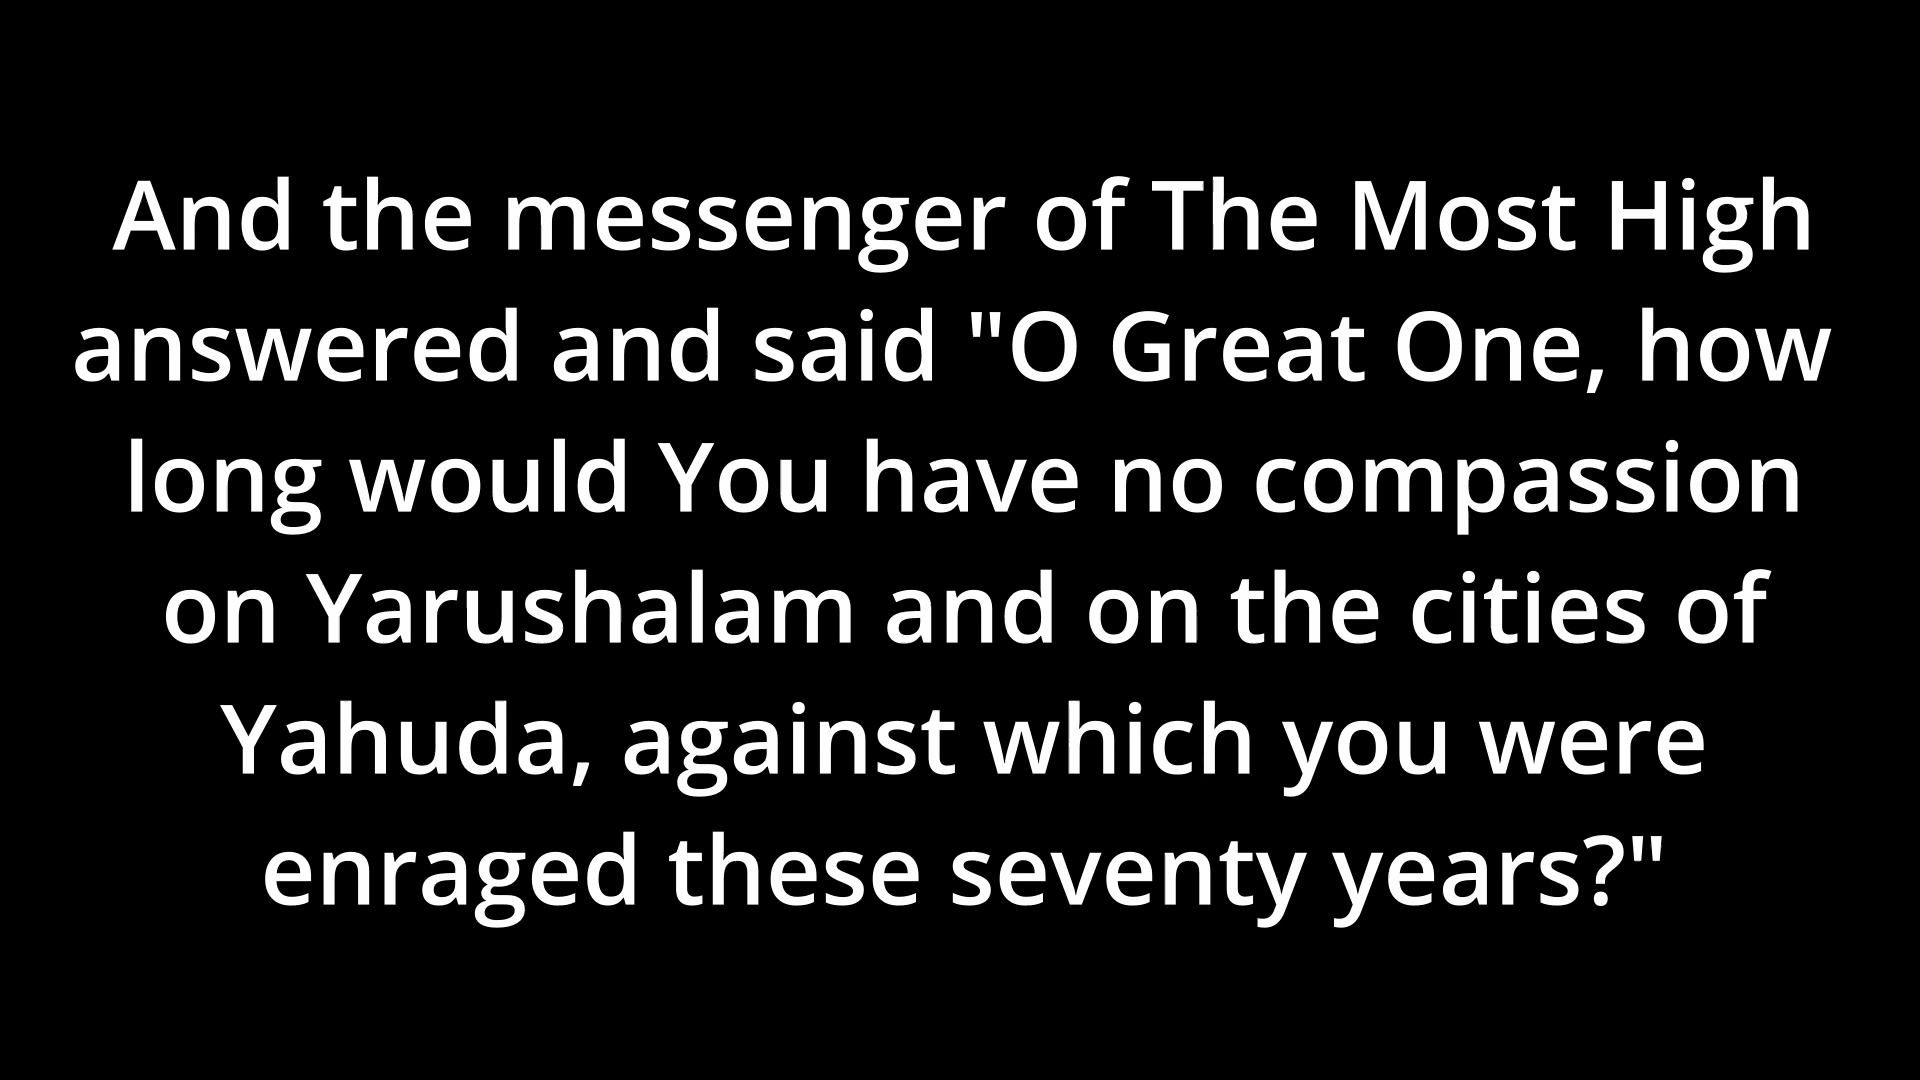 And the messenger of The Most High
answered and said "O Great One, how
long would You have no compassion
on Yarushalam and on the cities of
Yahuda, against which you were
enraged these seventy years?"